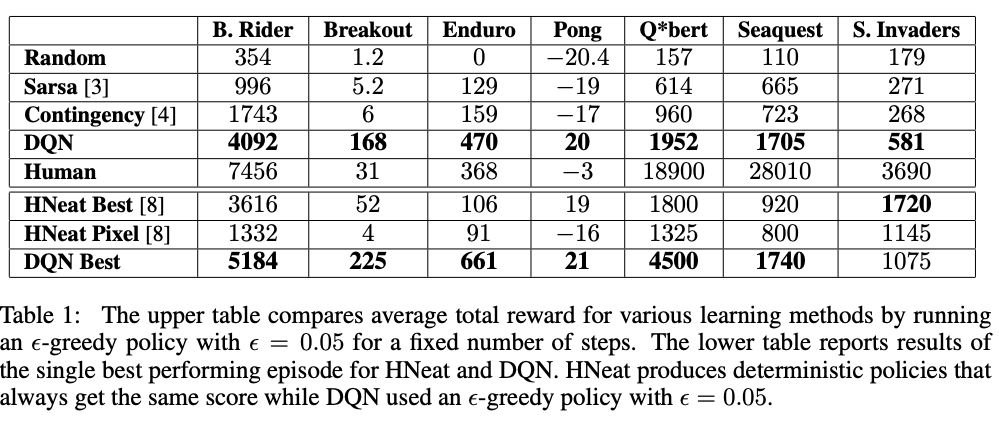 B. Rider Breakout Enduro Pong Q*bert Seaquest S. Invaders
Random 354 1.2 0 −20.4 157 110 179
Sarsa [3] 996 5.2 129 −19 614 665 271
Contingency [4] 1743 6 159 −17 960 723 268
DQN 4092 168 470 20 1952 1705 581
Human 7456 31 368 −3 18900 28010 3690
HNeat Best [8] 3616 52 106 19 1800 920 1720
HNeat Pixel [8] 1332 4 91 −16 1325 800 1145
DQN Best 5184 225 661 21 4500 1740 1075
Table 1: The upper table compares average total reward for various learning methods by running
an ϵ-greedy policy with ϵ = 0.05 for a fixed number of steps. The lower table reports results of
the single best performing episode for HNeat and DQN. HNeat produces deterministic policies that
always get the same score while DQN used an ϵ-greedy policy with ϵ = 0.05.